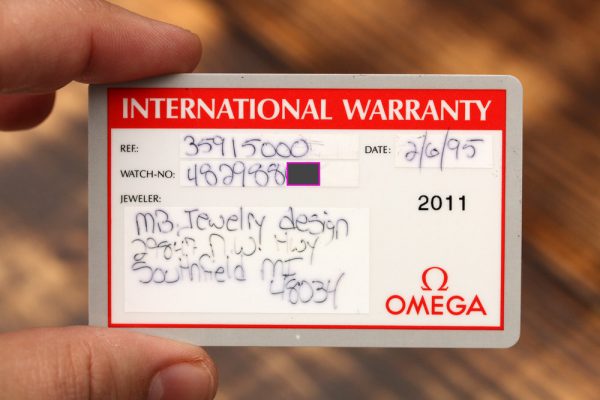 INTERNATIONAL WARRANTY
REF.: 35915000 DATE: 2/6/95
WATCH-NO: 482988
JEWELER:
2011
MB Jewelry design
N.W. Hwy
Southfield MI
48034
Ω
OMEGA